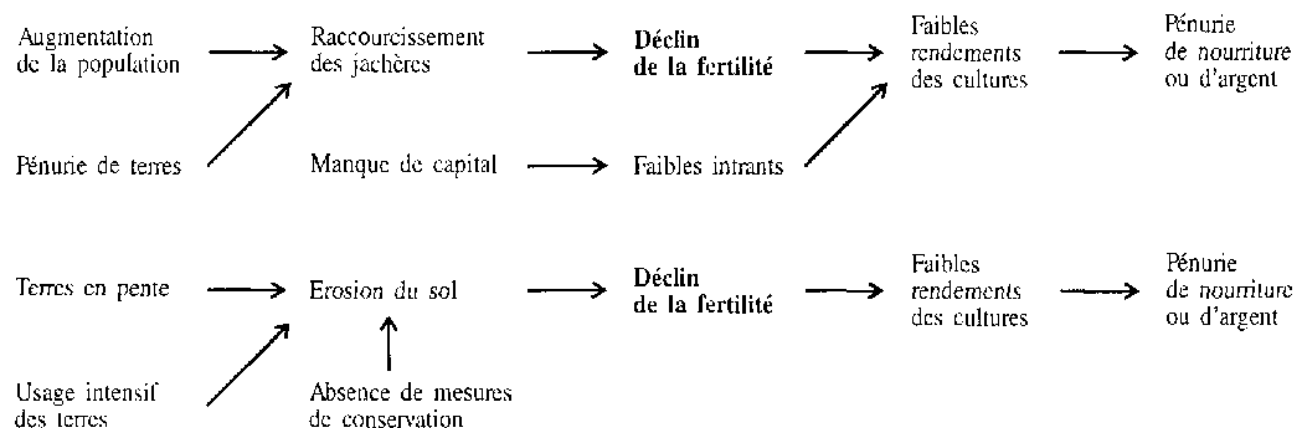 Augmentation
de la population
Raccourcissement
des jachères
Déclin
de la fertilité
Faibles
rendements
des cultures
Pénurie
de nourriture
ou d'argent
Pénurie de terres
Manque de capital
Faibles intrants
Terres en pente
Erosion du sol
Déclin
de la fertilité
Faibles
rendements
des cultures
Pénurie
de nourriture
ou d'argent
Usage intensif
des terres
Absence de mesures
de conservation